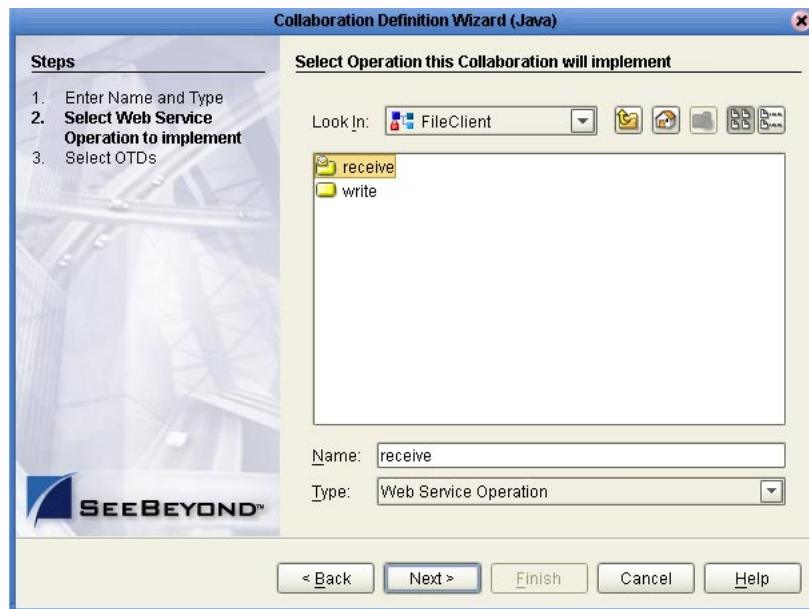 Collaboration Definition Wizard (Java)
Steps
1. Enter Name and Type
2. Select Web Service
Operation to implement
3. Select OTDs
Select Operation this Collaboration will implement
Look In: FileClient
receive
write
Name: receive
Type: Web Service Operation
SEEBEYOND™
< Back Next > Finish Cancel Help